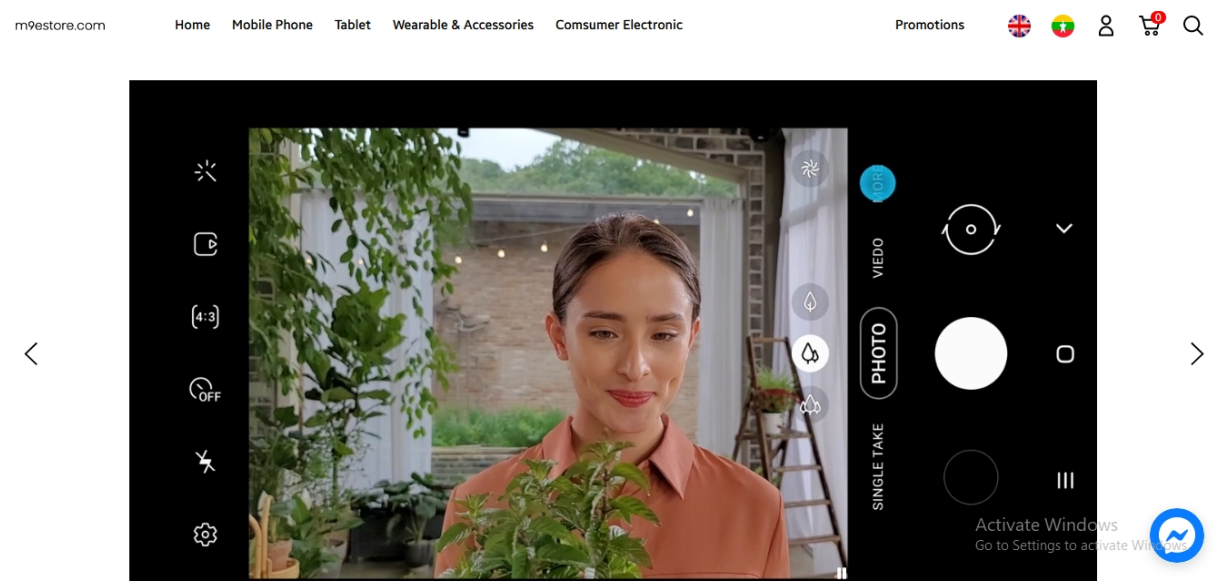 m9estore.com
Home
Mobile Phone
Tablet
Wearable & Accessories
Comsumer Electronic
Promotions
0
MORE
VIEDO
PHOTO
SINGLE TAKE
4:3
OFF
Activate Windows
Go to Settings to activate Windows.